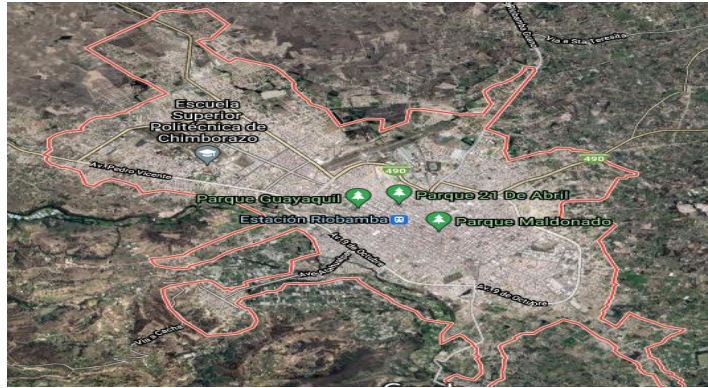 Vía a Sta Teresita
Escuela
Superior
Politécnica de
Chimborazo
490
490
Av. Pedro Vicente
Parque Guayaquil
Parque 21 De Abril
Estación Riobamba
Parque Maldonado
Av. 9 de Octubre
Av. 9 de Octubre
Vía a Cacha